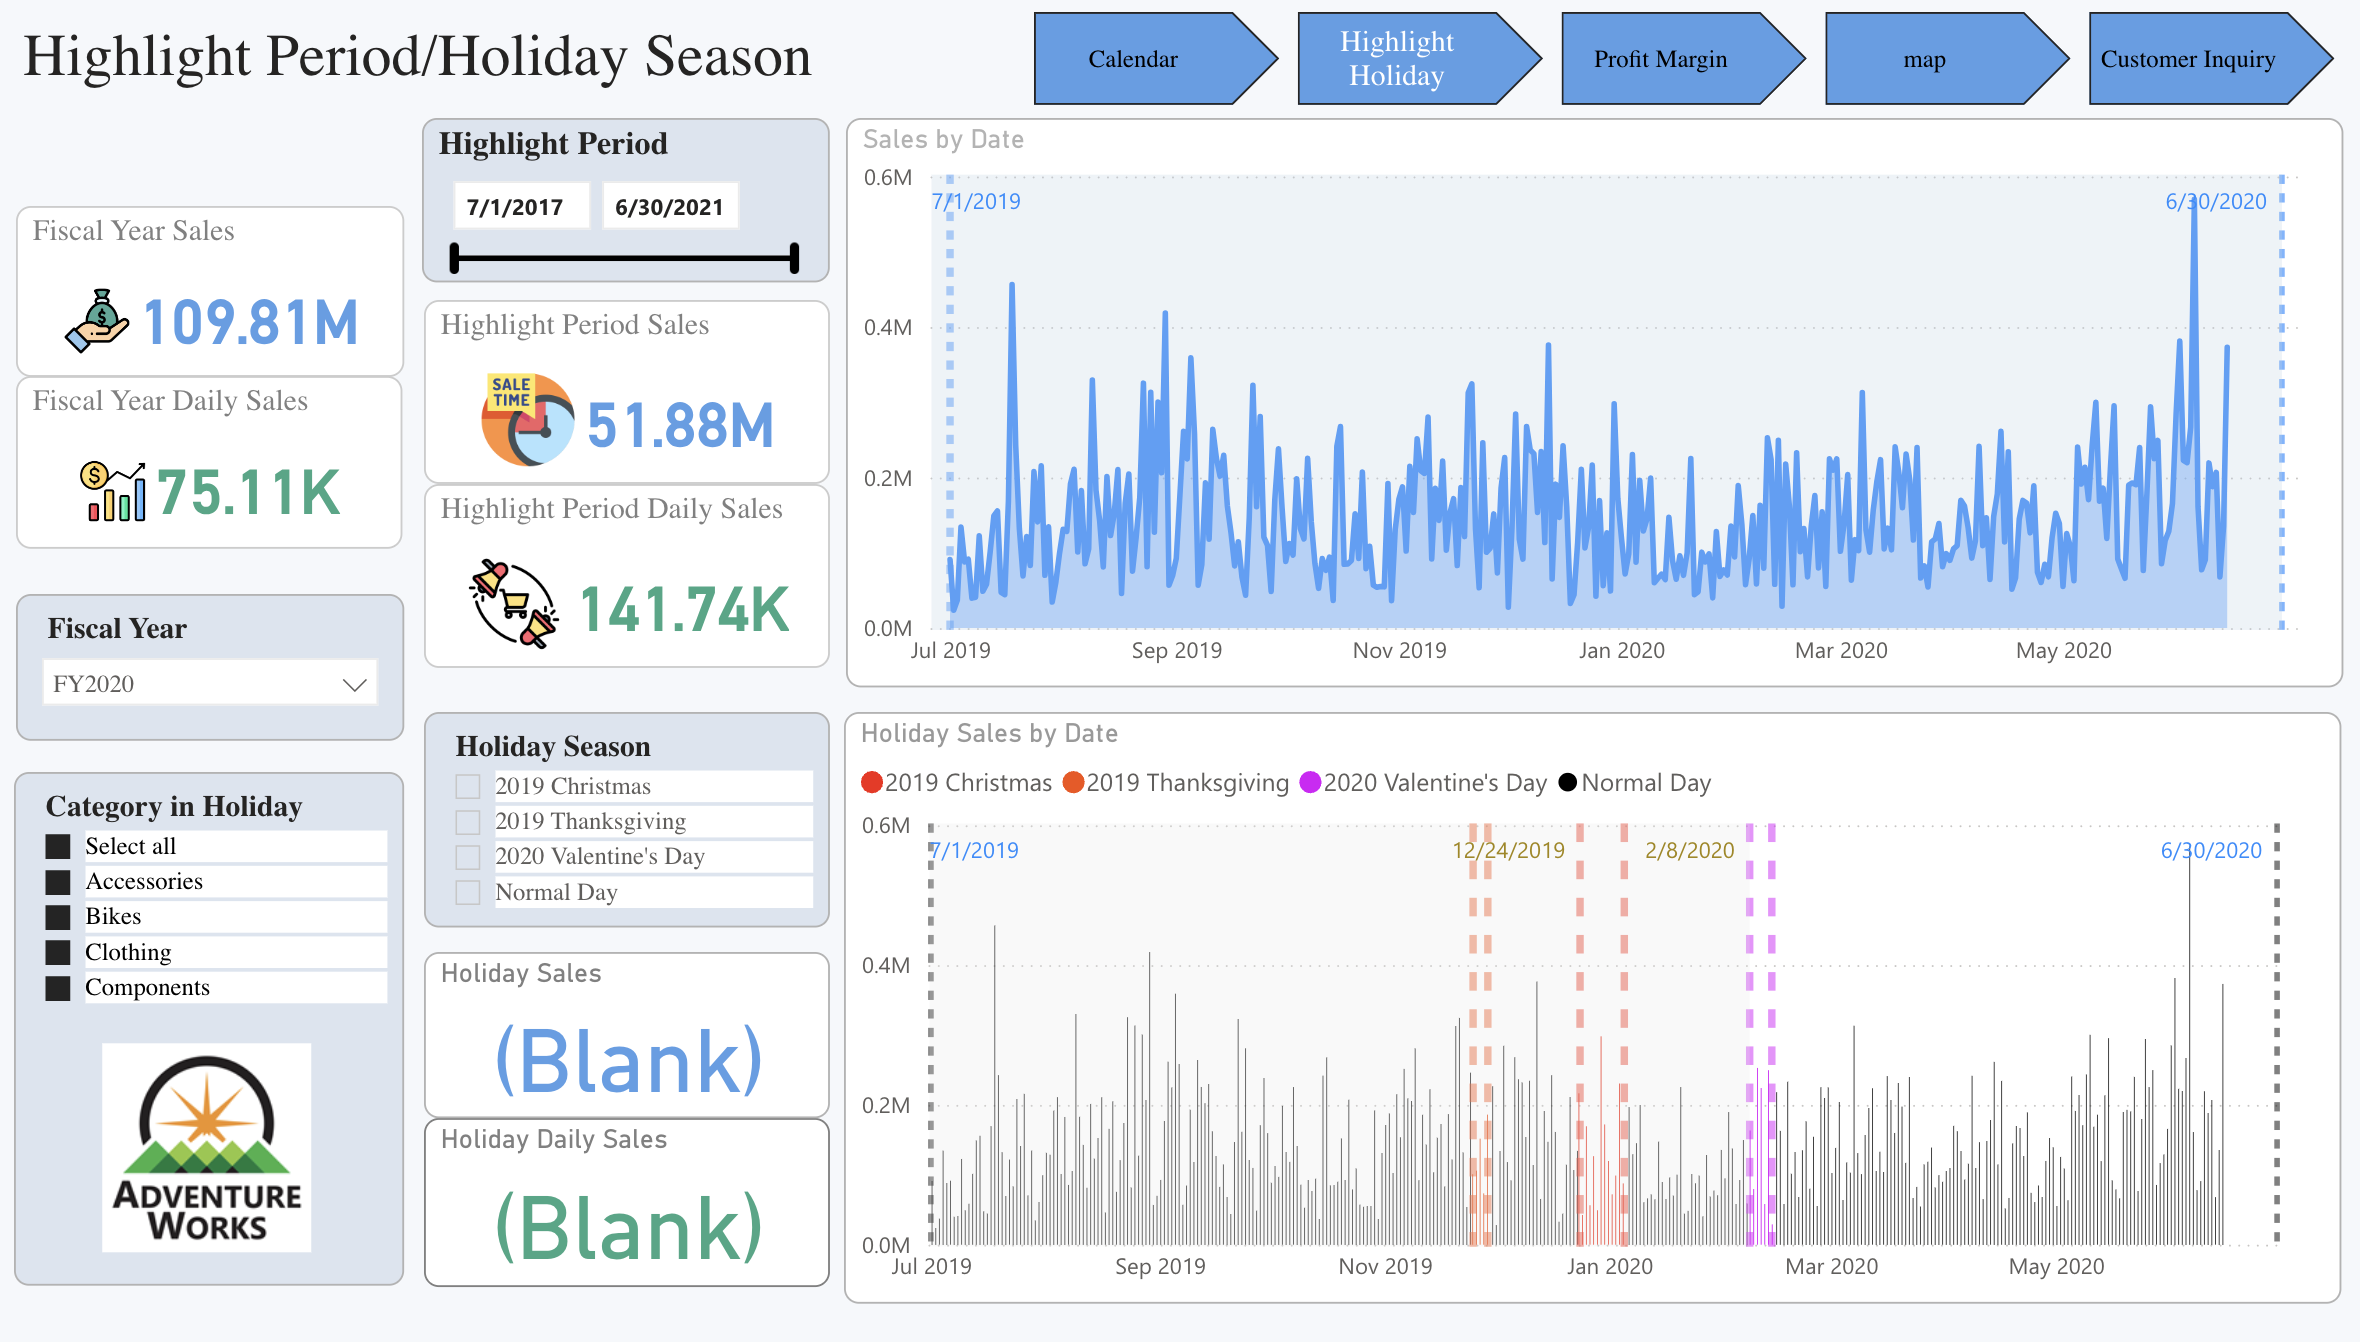 Highlight Period/Holiday Season
Calendar
Highlight
Holiday
Profit Margin
map
Customer Inquiry
Fiscal Year Sales
109.81M
Fiscal Year Daily Sales
75.11K
Fiscal Year
FY2020
Category in Holiday
Select all
Accessories
Bikes
Clothing
Components
ADVENTURE
WORKS
Highlight Period
7/1/2017
6/30/2021
Highlight Period Sales
SALE
TIME
51.88M
Highlight Period Daily Sales
141.74K
Holiday Season
2019 Christmas
2019 Thanksgiving
2020 Valentine's Day
Normal Day
Holiday Sales
(Blank)
Holiday Daily Sales
(Blank)
Sales by Date
0.6M
7/1/2019
6/30/2020
0.4M
0.2M
0.0M
Jul 2019
Sep 2019
Nov 2019
Jan 2020
Mar 2020
May 2020
Holiday Sales by Date
2019 Christmas
2019 Thanksgiving
2020 Valentine's Day
Normal Day
0.6M
7/1/2019
12/24/2019
2/8/2020
6/30/2020
0.4M
0.2M
0.0M
Jul 2019
Sep 2019
Nov 2019
Jan 2020
Mar 2020
May 2020